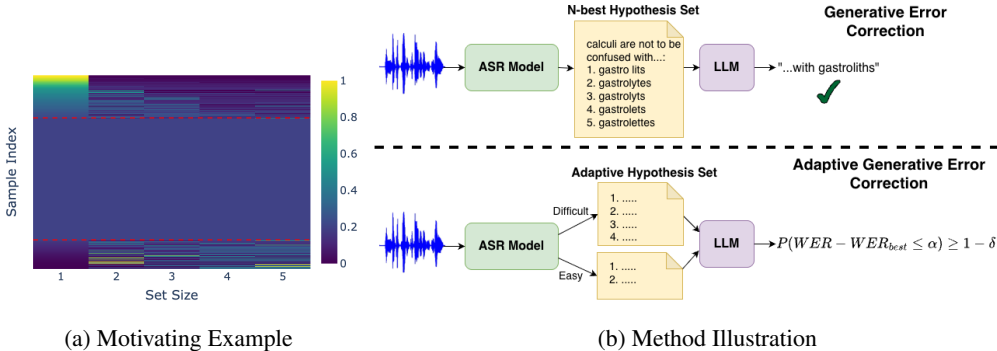 Sample Index
1
0.8
0.6
0.4
0.2
0
1 2 3 4 5
Set Size
(a) Motivating Example
N-best Hypothesis Set
Generative Error
Correction
ASR Model
calculi are not to be
confused with...:
1. gastro lits
2. gastrolytes
3. gastrolyts
4. gastrolets
5. gastrolettes
LLM
"...with gastroliths"
Adaptive Hypothesis Set
Adaptive Generative Error
Correction
ASR Model
Difficult
Easy
1. .....
2. .....
3. .....
4. .....
1. .....
2. .....
LLM
P(WER − WER_{best} ≤ α) ≥ 1 − δ
(b) Method Illustration